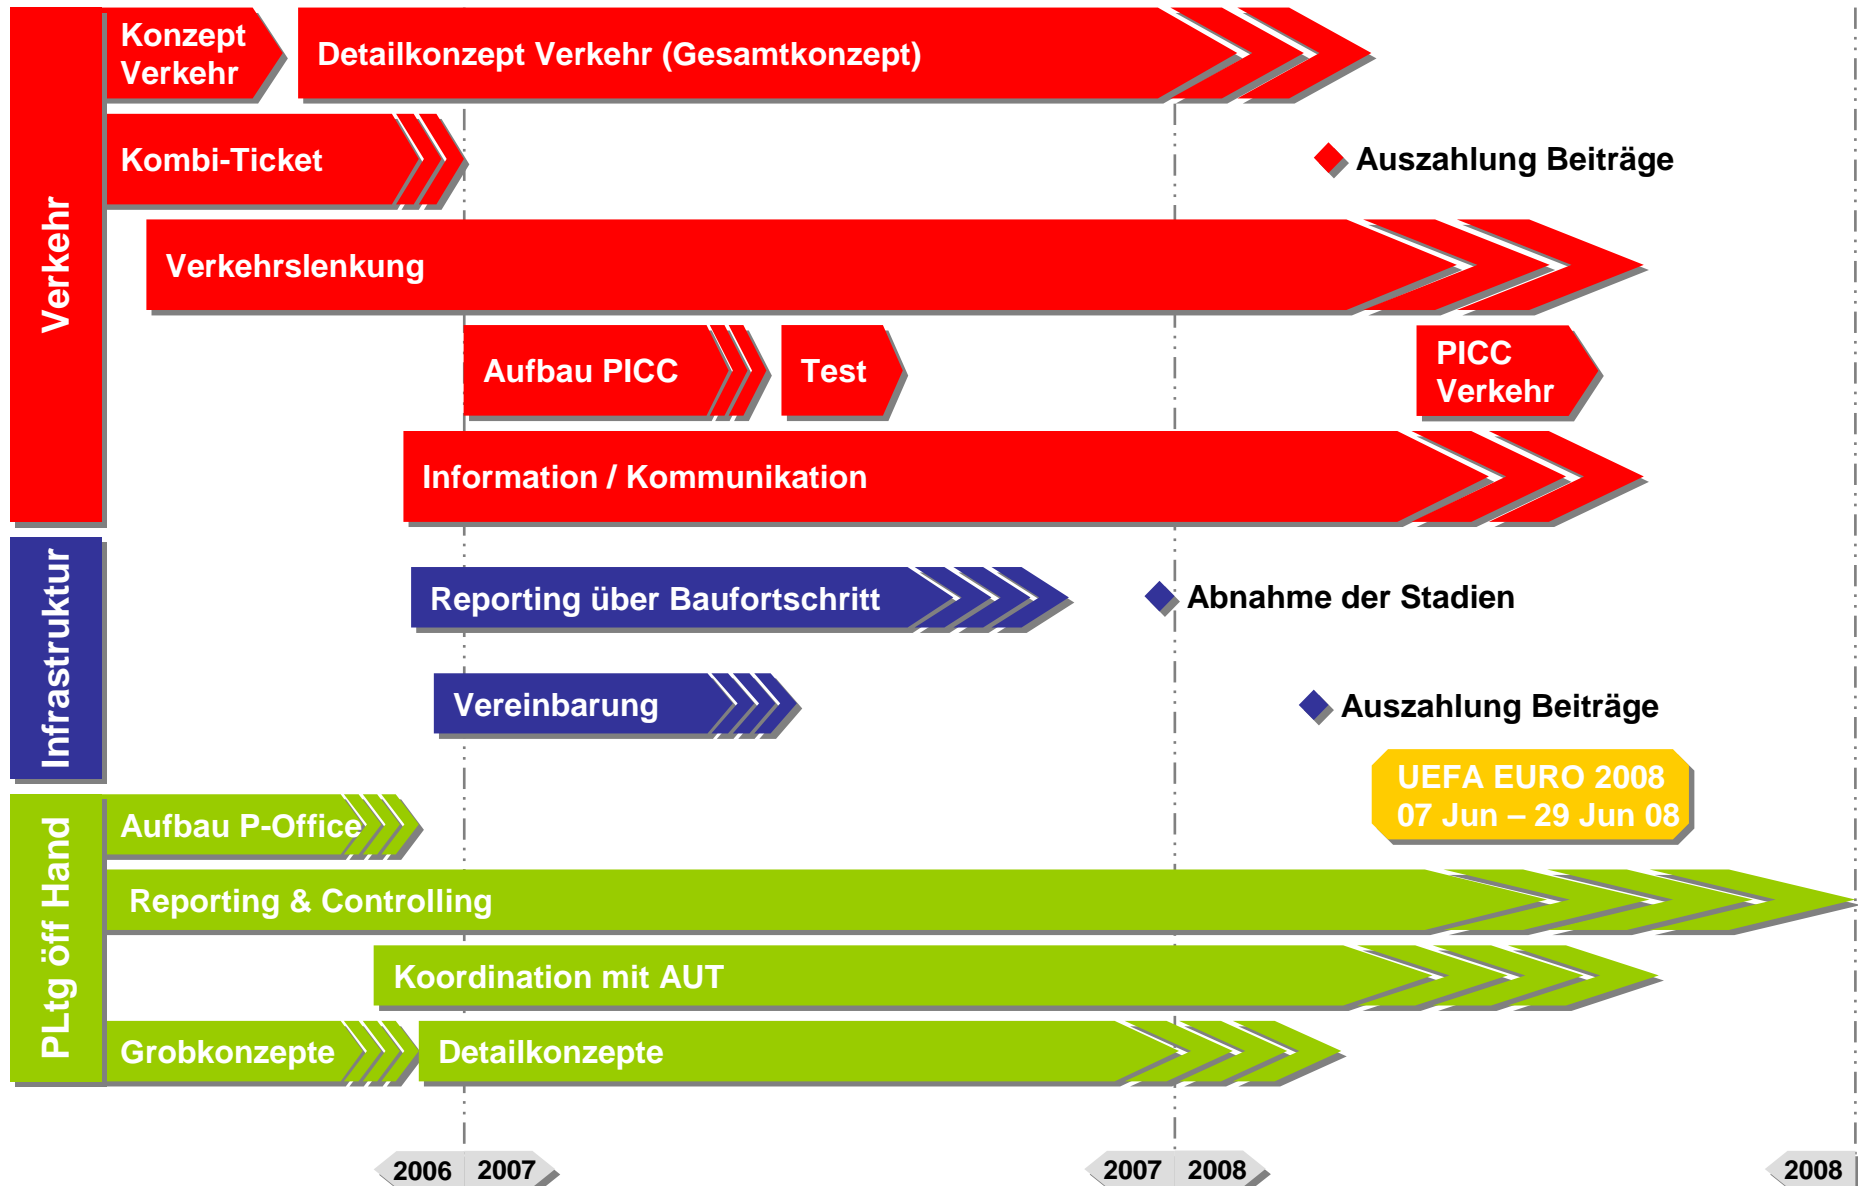 Verkehr
Konzept
Verkehr
Detailkonzept Verkehr (Gesamtkonzept)
Kombi-Ticket
Auszahlung Beiträge
Verkehrslenkung
Aufbau PICC
Test
PICC
Verkehr
Information / Kommunikation
Infrastruktur
Reporting über Baufortschritt
Abnahme der Stadien
Vereinbarung
Auszahlung Beiträge
UEFA EURO 2008
07 Jun – 29 Jun 08
PLtg öff Hand
Aufbau P-Office
Reporting & Controlling
Koordination mit AUT
Grobkonzepte
Detailkonzepte
2006
2007
2007
2008
2008